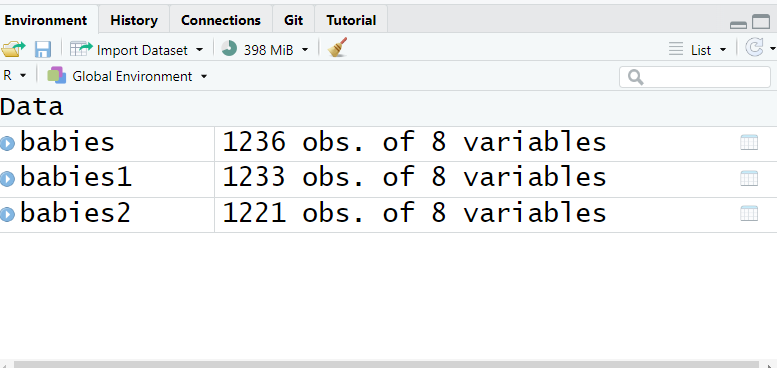 Environment History Connections Git Tutorial
Import Dataset 398 MiB List
R Global Environment
Data
babies 1236 obs. of 8 variables
babies1 1233 obs. of 8 variables
babies2 1221 obs. of 8 variables